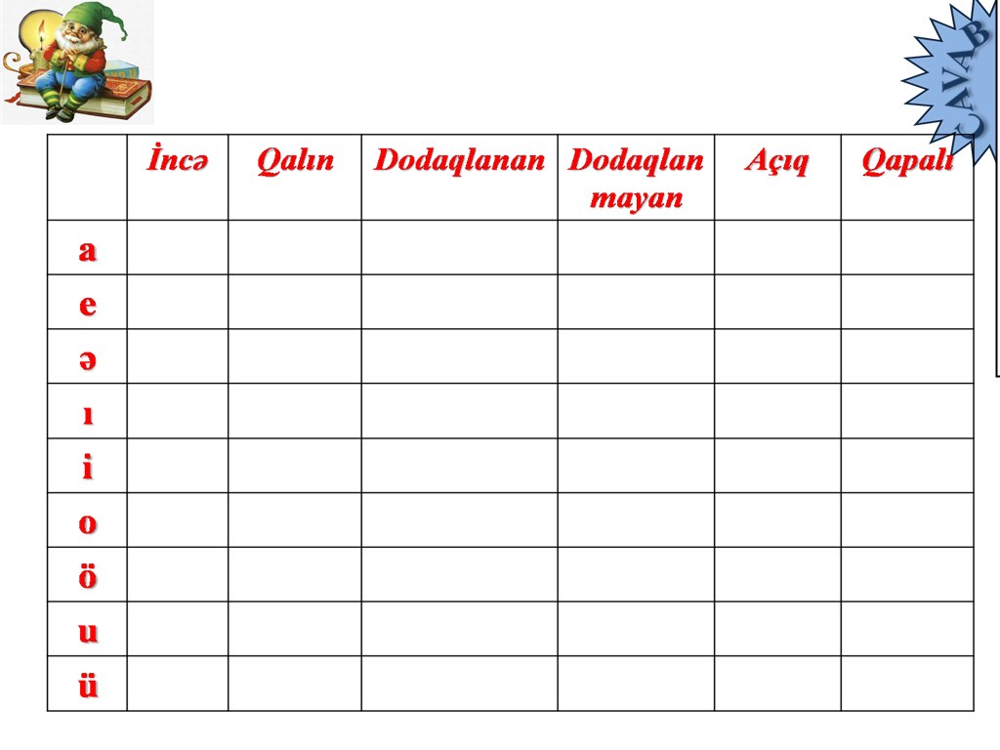 CAVAB
İncə Qalın Dodaqlanan Dodaqlan Açıq Qapalı
mayan
a
e
ə
ı
i
o
ö
u
ü